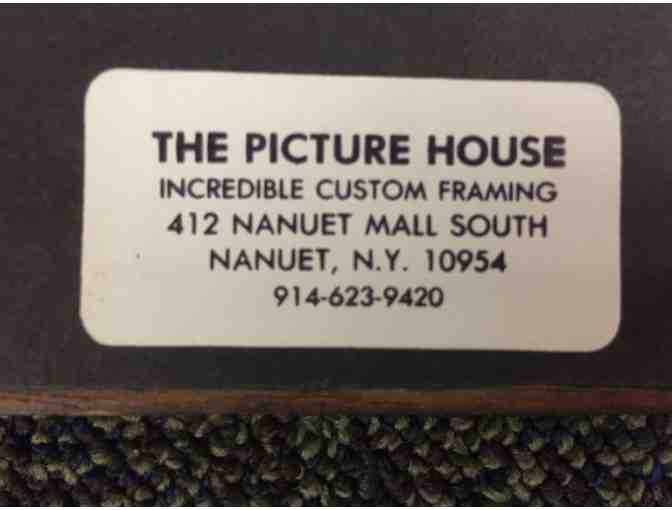 THE PICTURE HOUSE
INCREDIBLE CUSTOM FRAMING
412 NANUET MALL SOUTH
NANUET, N.Y. 10954
914-623-9420